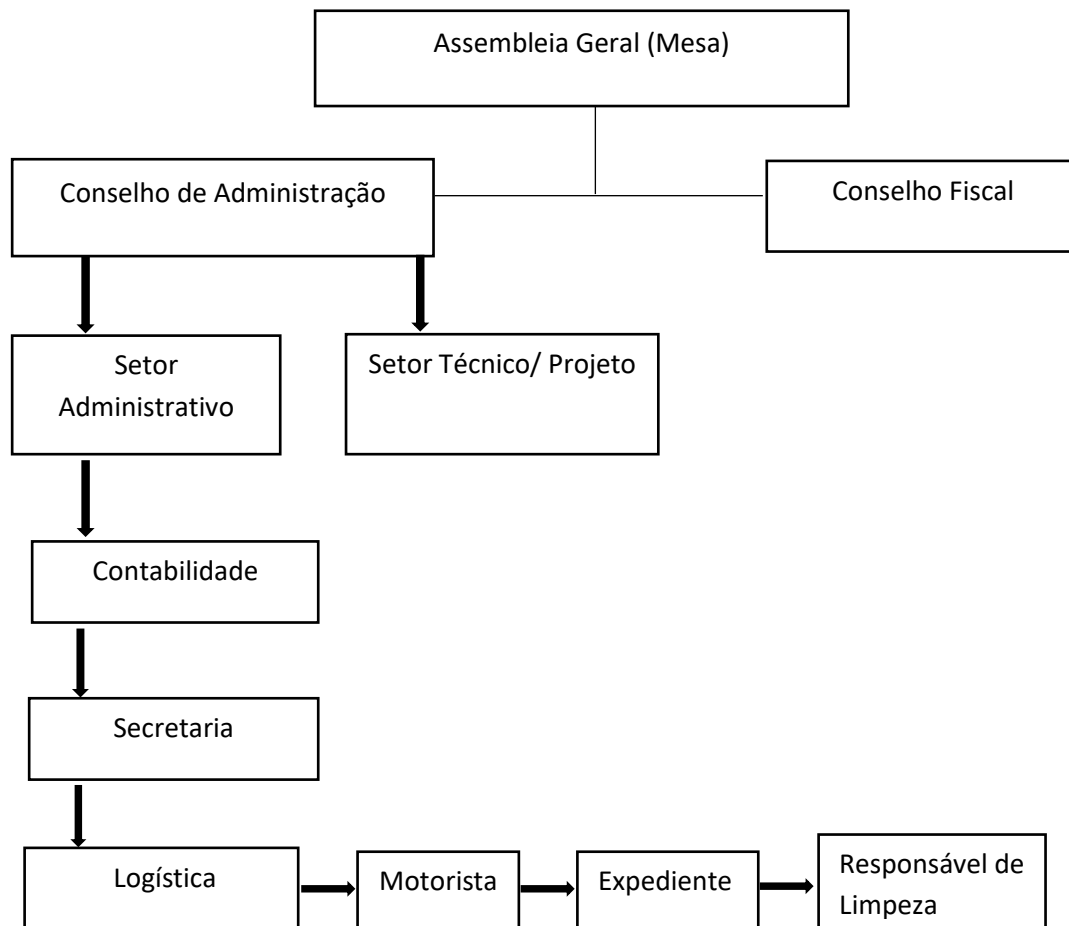 Assembleia Geral (Mesa)
Conselho de Administração
Conselho Fiscal
Setor
Administrativo
Setor Técnico/ Projeto
Contabilidade
Secretaria
Logística
Motorista
Expediente
Responsável de
Limpeza